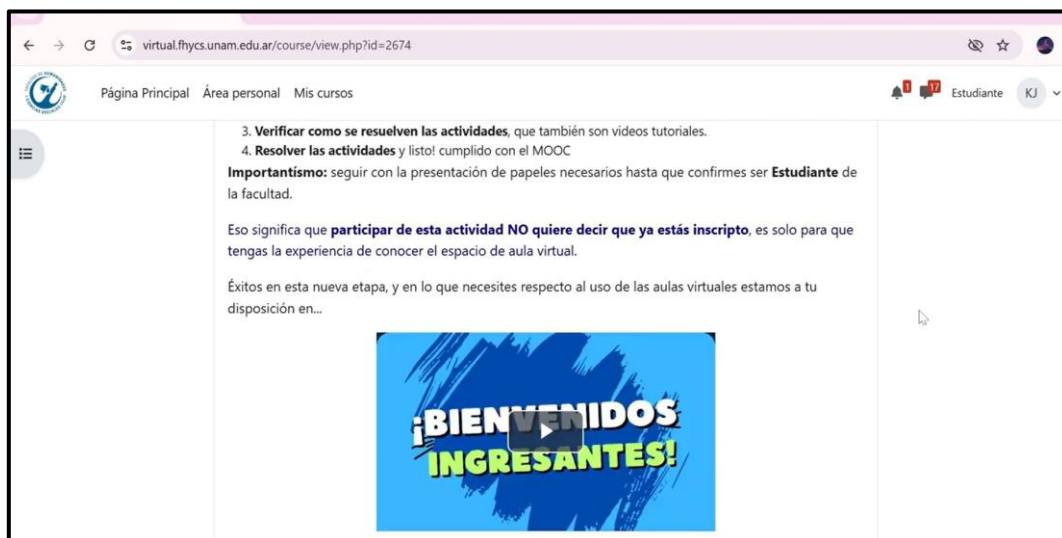 virtual.fhycs.unam.edu.ar/course/view.php?id=2674
Página Principal Área personal Mis cursos
1 17 Estudiante KJ
3. Verificar como se resuelven las actividades, que también son videos tutoriales.
4. Resolver las actividades y listo! cumplido con el MOOC
Importantísmo: seguir con la presentación de papeles necesarios hasta que confirmes ser Estudiante de
la facultad.
Eso significa que participar de esta actividad NO quiere decir que ya estás inscripto, es solo para que
tengas la experiencia de conocer el espacio de aula virtual.
Éxitos en esta nueva etapa, y en lo que necesites respecto al uso de las aulas virtuales estamos a tu
disposición en...
¡BIENVENIDOS
INGRESANTES!